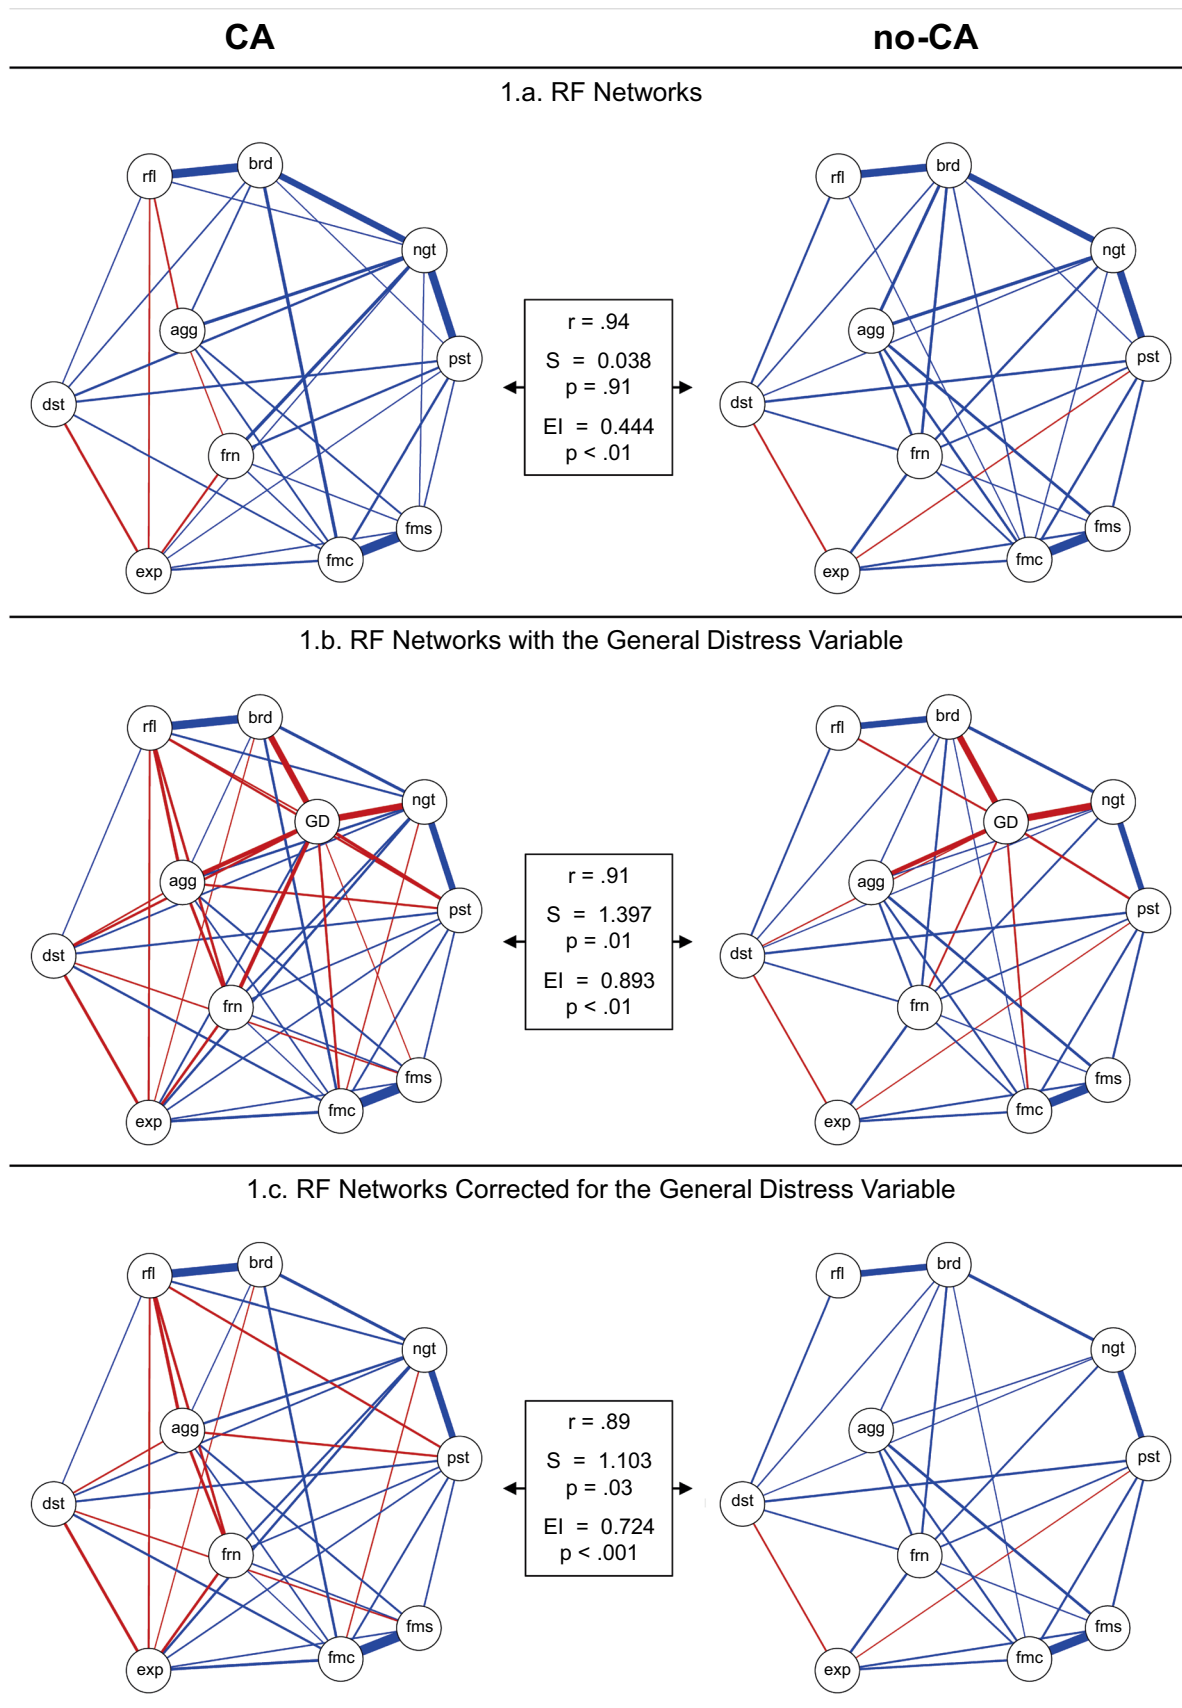 CA no-CA
1.a. RF Networks
rfl brd rfl brd
ngt ngt
agg r = .94 agg
pst S = 0.038 pst
dst p = .91 dst
frn EI = 0.444 frn
p < .01
fms fms
exp fmc exp fmc
1.b. RF Networks with the General Distress Variable
rfl brd rfl brd
GD ngt GD ngt
agg r = .91 agg
pst S = 1.397 pst
dst p = .01 dst
frn EI = 0.893 frn
p < .01
fms fms
exp fmc exp fmc
1.c. RF Networks Corrected for the General Distress Variable
rfl brd rfl brd
ngt ngt
agg r = .89 agg
pst S = 1.103 pst
dst p = .03 dst
frn EI = 0.724 frn
p < .001
fms fms
exp fmc exp fmc